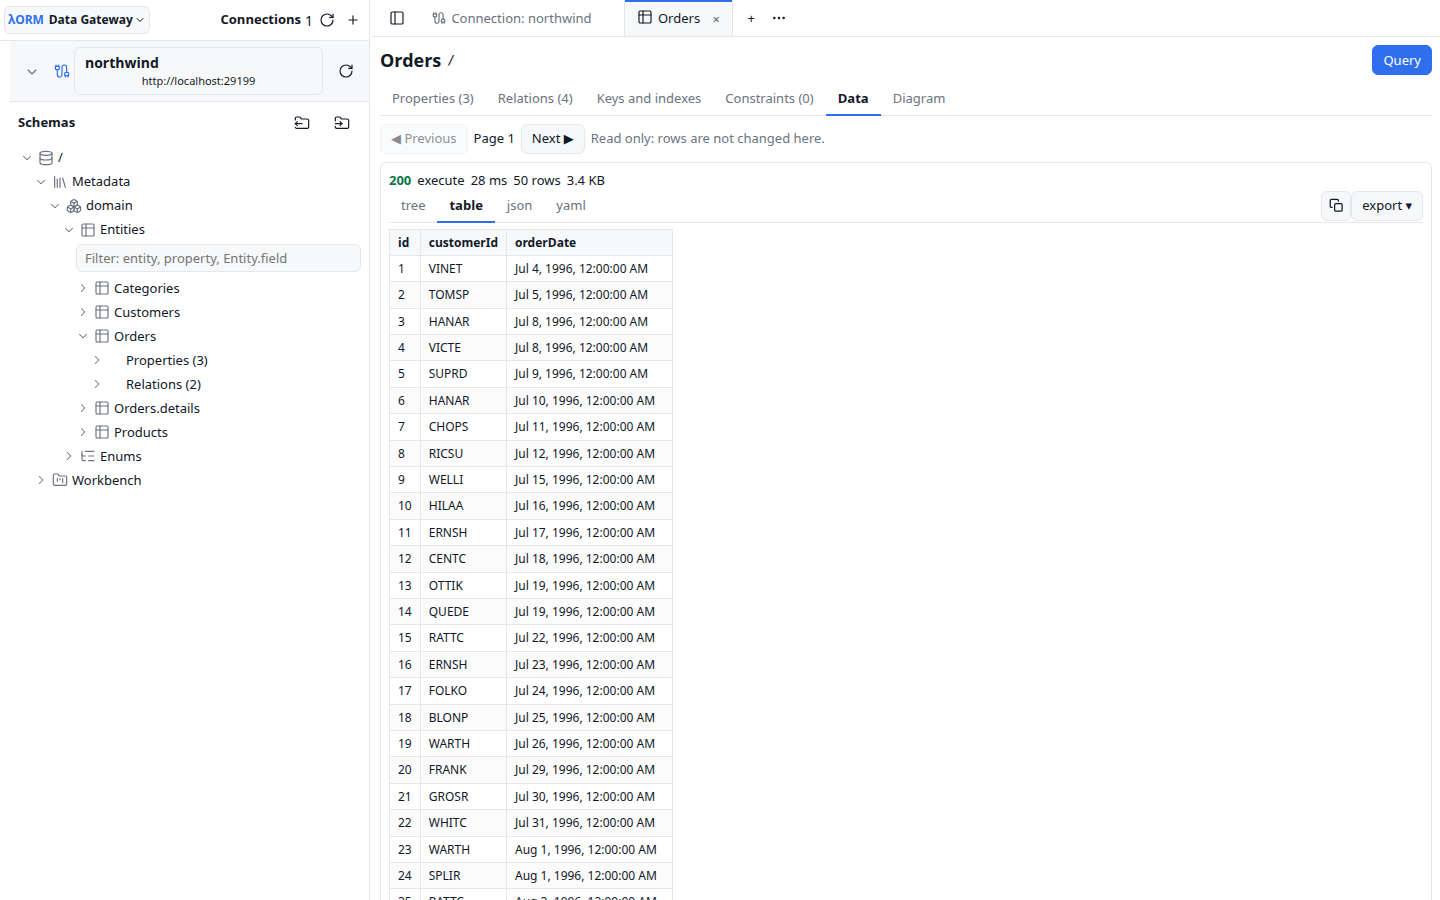 λORM Data Gateway
Connections 1
Connection: northwind
Orders ×
+
northwind
http://localhost:29199
Orders /
Query
Properties (3)
Relations (4)
Keys and indexes
Constraints (0)
Data
Diagram
Schemas
◀ Previous
Page 1
Next ▶
Read only: rows are not changed here.
/
Metadata
domain
Entities
Filter: entity, property, Entity.field
Categories
Customers
Orders
Properties (3)
Relations (2)
Orders.details
Products
Enums
Workbench
200 execute 28 ms 50 rows 3.4 KB
tree
table
json
yaml
export ▾
id customerId orderDate
1 VINET Jul 4, 1996, 12:00:00 AM
2 TOMSP Jul 5, 1996, 12:00:00 AM
3 HANAR Jul 8, 1996, 12:00:00 AM
4 VICTE Jul 8, 1996, 12:00:00 AM
5 SUPRD Jul 9, 1996, 12:00:00 AM
6 HANAR Jul 10, 1996, 12:00:00 AM
7 CHOPS Jul 11, 1996, 12:00:00 AM
8 RICSU Jul 12, 1996, 12:00:00 AM
9 WELLI Jul 15, 1996, 12:00:00 AM
10 HILAA Jul 16, 1996, 12:00:00 AM
11 ERNSH Jul 17, 1996, 12:00:00 AM
12 CENTC Jul 18, 1996, 12:00:00 AM
13 OTTIK Jul 19, 1996, 12:00:00 AM
14 QUEDE Jul 19, 1996, 12:00:00 AM
15 RATTC Jul 22, 1996, 12:00:00 AM
16 ERNSH Jul 23, 1996, 12:00:00 AM
17 FOLKO Jul 24, 1996, 12:00:00 AM
18 BLONP Jul 25, 1996, 12:00:00 AM
19 WARTH Jul 26, 1996, 12:00:00 AM
20 FRANK Jul 29, 1996, 12:00:00 AM
21 GROSR Jul 30, 1996, 12:00:00 AM
22 WHITC Jul 31, 1996, 12:00:00 AM
23 WARTH Aug 1, 1996, 12:00:00 AM
24 SPLIR Aug 1, 1996, 12:00:00 AM